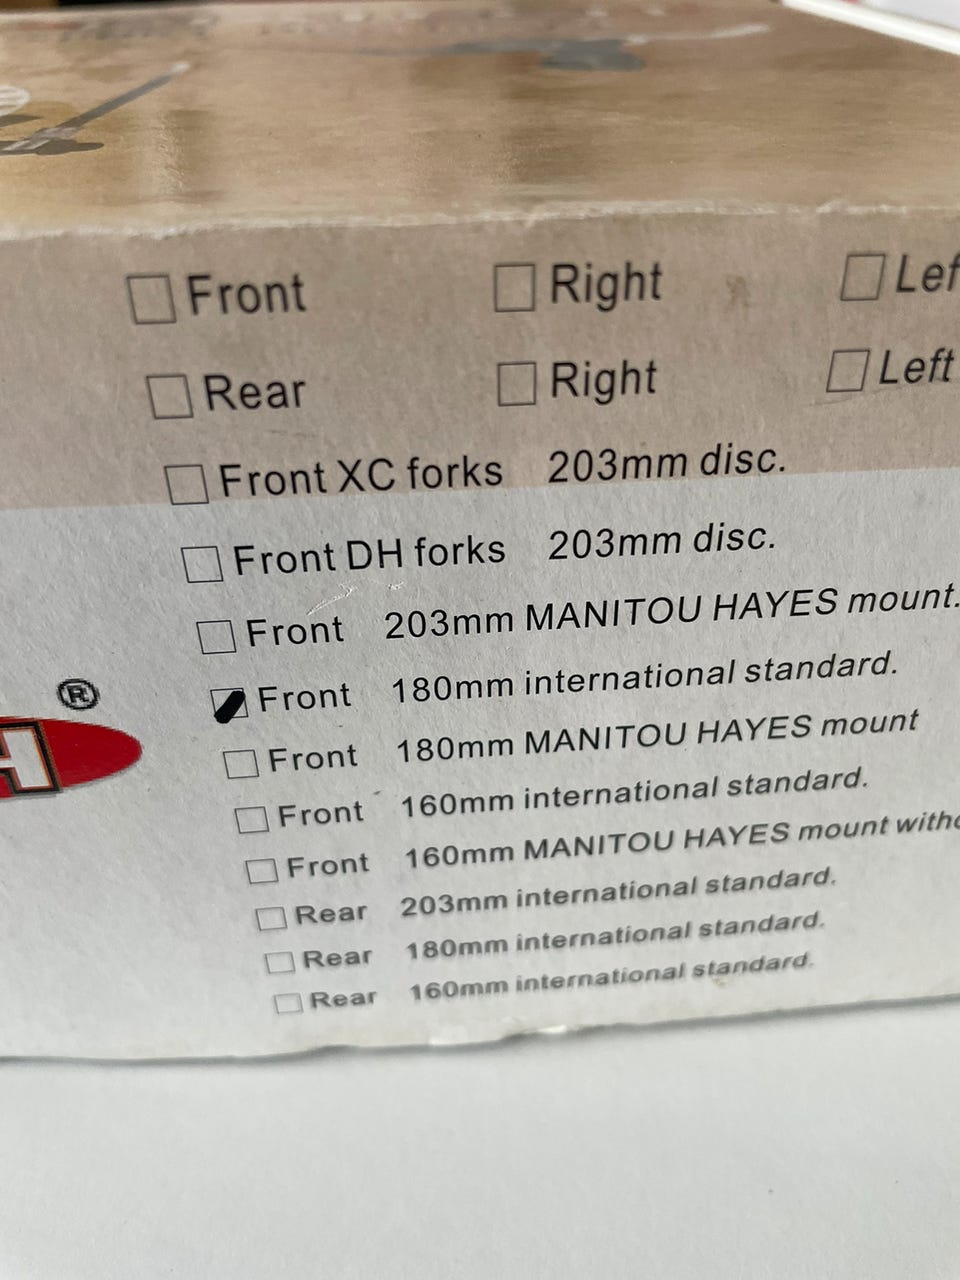 Front Right Lef
Rear Right Left
Front XC forks 203mm disc.
Front DH forks 203mm disc.
Front 203mm MANITOU HAYES mount.
® Front 180mm international standard.
H
Front 180mm MANITOU HAYES mount
Front 160mm international standard.
Front 160mm MANITOU HAYES mount witho
Rear 203mm international standard.
Rear 180mm international standard.
Rear 160mm international standard.